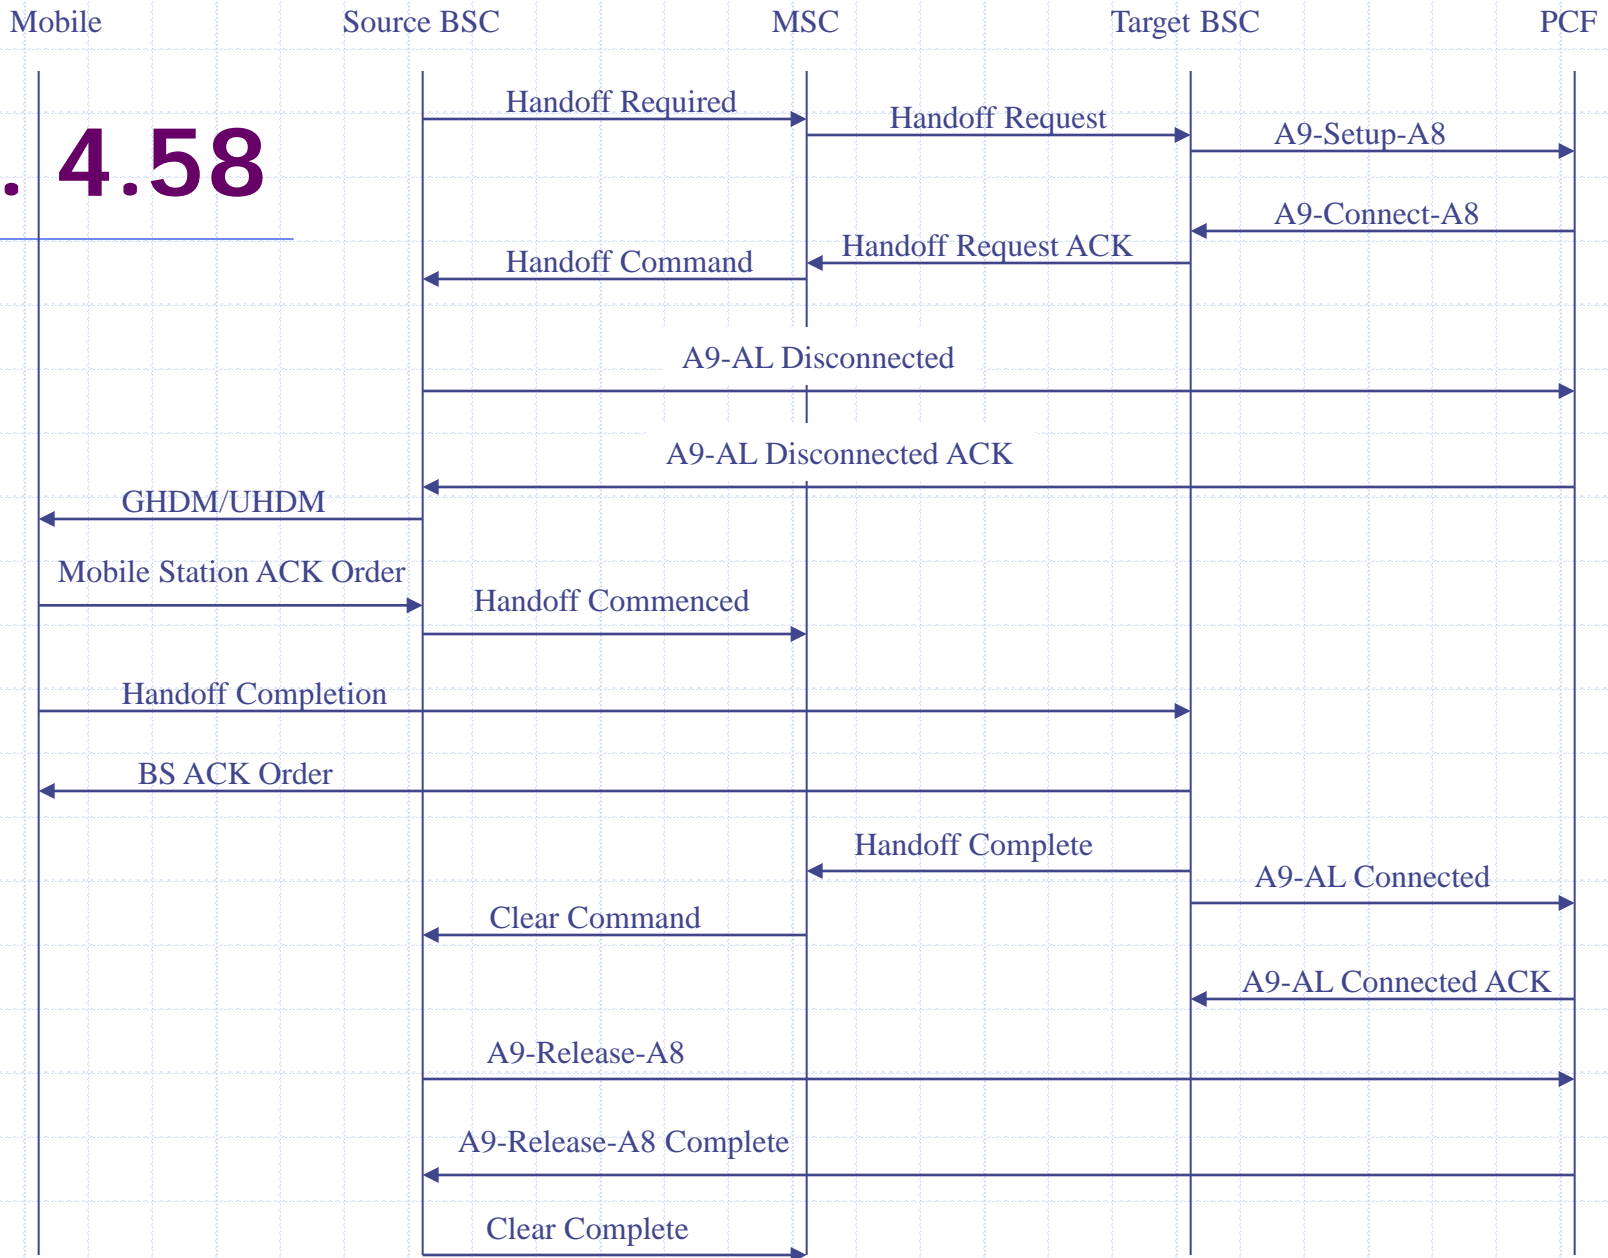 Mobile Source BSC MSC Target BSC PCF
Handoff Required
Handoff Request
A9-Setup-A8
. 4.58
A9-Connect-A8
Handoff Request ACK
Handoff Command
A9-AL Disconnected
A9-AL Disconnected ACK
GHDM/UHDM
Mobile Station ACK Order
Handoff Commenced
Handoff Completion
BS ACK Order
Handoff Complete
A9-AL Connected
Clear Command
A9-AL Connected ACK
A9-Release-A8
A9-Release-A8 Complete
Clear Complete